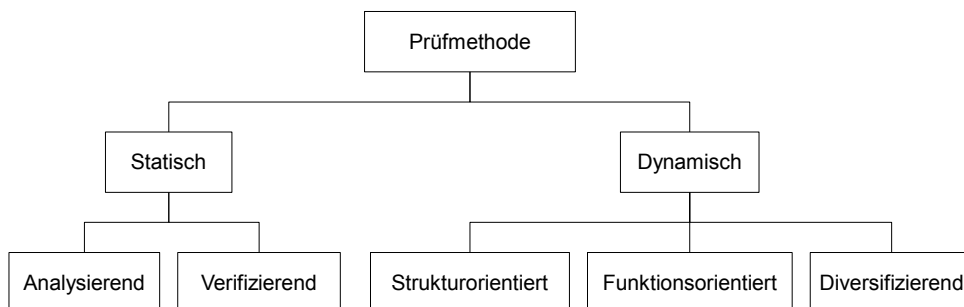 Prüfmethode
Statisch
Dynamisch
Analysierend
Verifizierend
Strukturorientiert
Funktionsorientiert
Diversifizierend